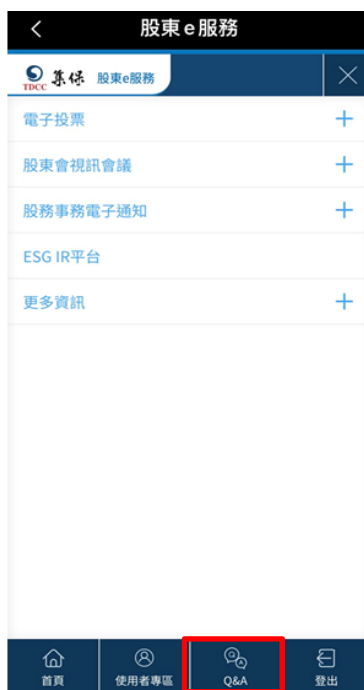 股東e服務
TDCC 集保 股東e服務
電子投票
股東會視訊會議
股務事務電子通知
ESG IR平台
更多資訊
首頁 使用者專區 Q&A 登出